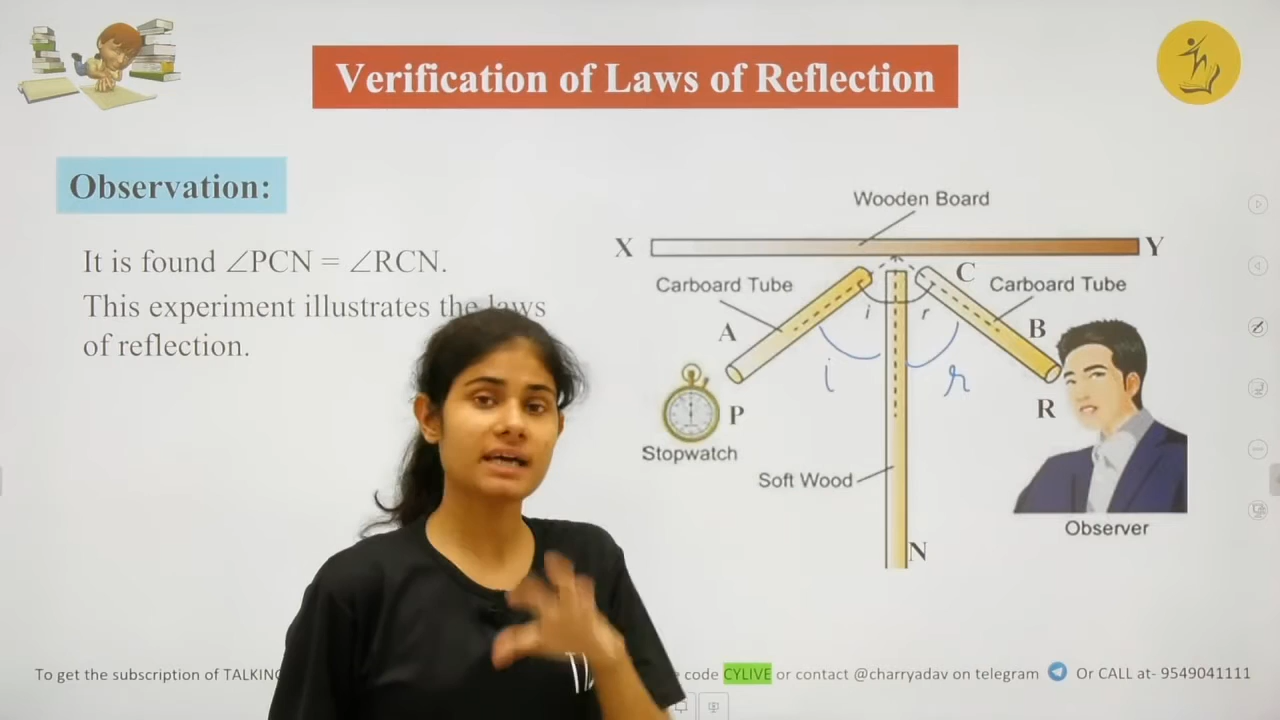 Verification of Laws of Reflection
Observation:
It is found ∠PCN = ∠RCN.
This experiment illustrates the laws
of reflection.
Wooden Board
X
Y
Carboard Tube
C
Carboard Tube
A
i
r
B
i
r
P
R
Stopwatch
Soft Wood
Observer
N
To get the subscription of TALKING code CYLIVE or contact @charryadav on telegram Or CALL at- 9549041111